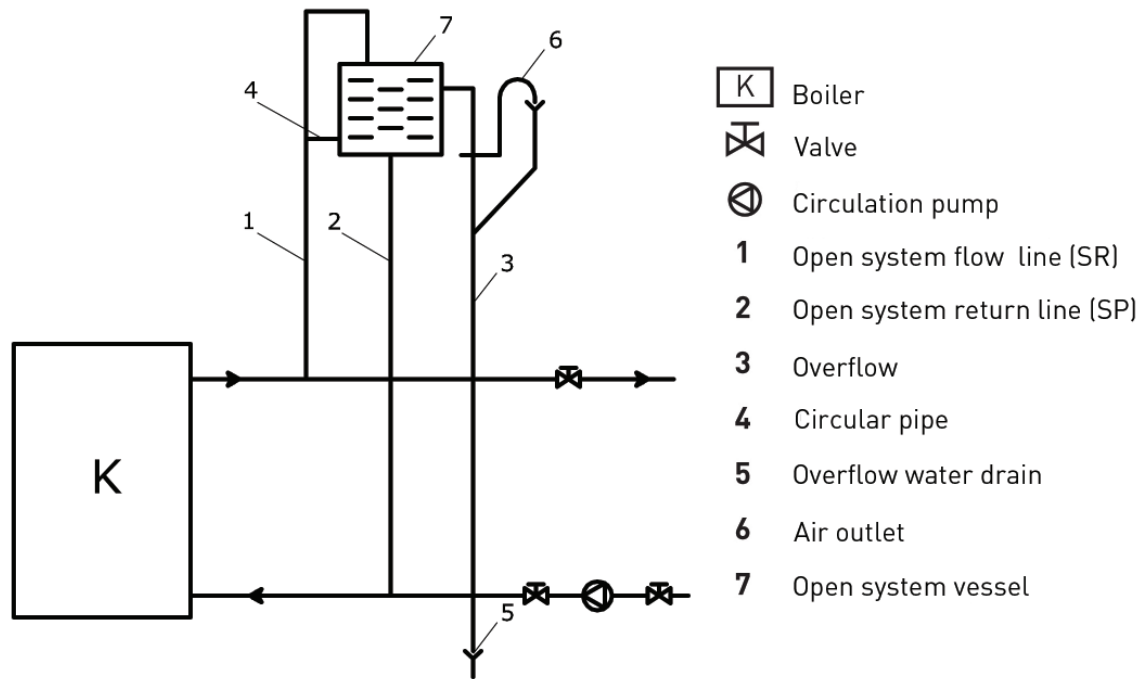 7
6
4
1
2
3
K
5
K Boiler
Valve
Circulation pump
1 Open system flow line (SR)
2 Open system return line (SP)
3 Overflow
4 Circular pipe
5 Overflow water drain
6 Air outlet
7 Open system vessel